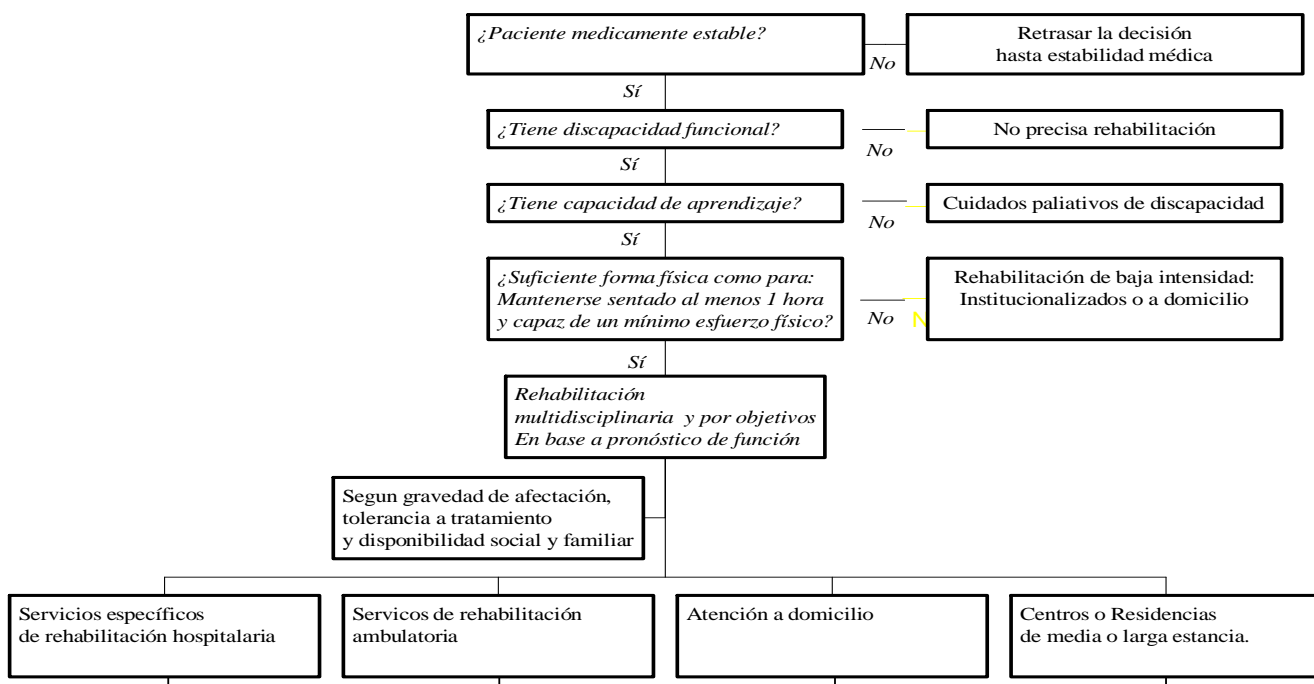 ¿Paciente medicamente estable?
No
Retrasar la decisión
hasta estabilidad médica
Sí
¿Tiene discapacidad funcional?
No
No precisa rehabilitación
Sí
¿Tiene capacidad de aprendizaje?
No
Cuidados paliativos de discapacidad
Sí
¿Suficiente forma física como para:
Mantenerse sentado al menos 1 hora
y capaz de un mínimo esfuerzo físico?
No
N
Rehabilitación de baja intensidad:
Institucionalizados o a domicilio
Sí
Rehabilitación
multidisciplinaria y por objetivos
En base a pronóstico de función
Segun gravedad de afectación,
tolerancia a tratamiento
y disponibilidad social y familiar
Servicios específicos
de rehabilitación hospitalaria
Servicos de rehabilitación
ambulatoria
Atención a domicilio
Centros o Residencias
de media o larga estancia.